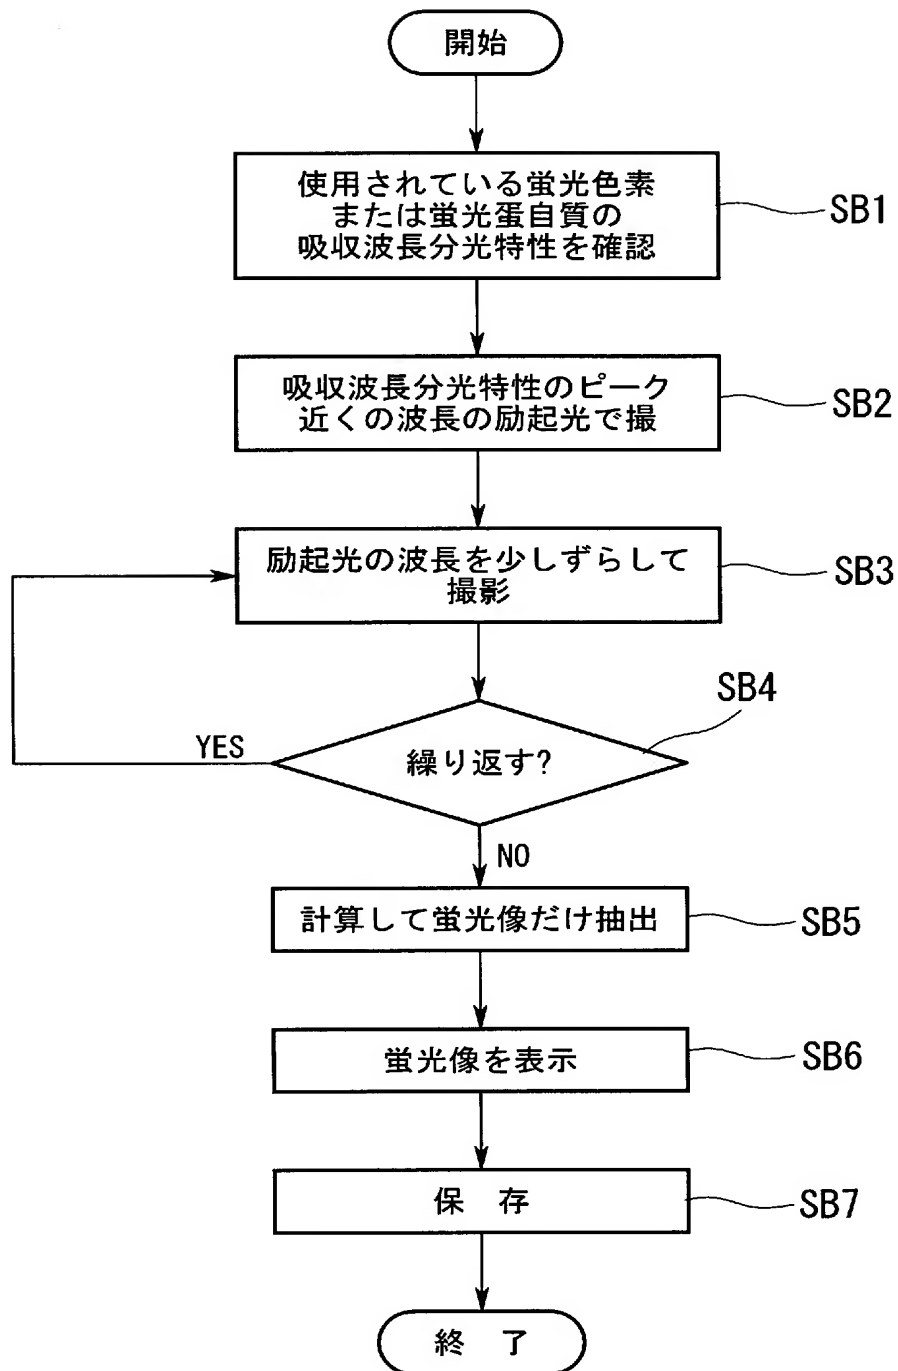 開始
使用されている蛍光色素
または蛍光蛋自質の
吸収波長分光特性を確認
SB1
吸収波長分光特性のピーク
近くの波長の励起光で撮
SB2
励起光の波長を少しずらして
撮影
SB3
SB4
繰り返す?
YES
NO
計算して蛍光像だけ抽出
SB5
蛍光像を表示
SB6
保 存
SB7
終 了